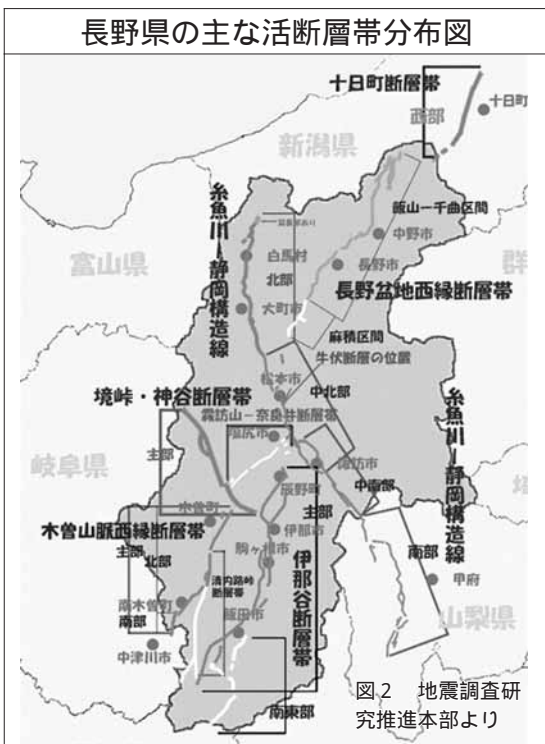 長野県の主な活断層帯分布図
十日町断層帯
西部
十日町
新潟県
糸魚川ー静岡構造線
飯山ー千曲区間
中野市
白馬村
北部
長野市
富山県
群
長野盆地西縁断層帯
大町市
麻積区間
牛伏断層の位置
松本市
中北部
境峠・神谷断層帯
霧訪山ー奈良井断層帯
塩尻市
主部
諏訪市
糸魚川ー静岡構造線
岐阜県
辰野町
中南部
木曽町
主部
伊那市
木曽山脈西縁断層帯
主部
北部
駒ヶ根市
伊那谷断層帯
南部
甲府
清内路峠
断層帯
南木曽町
南部
山梨県
飯田市
中津川市
南東部
図2 地震調査研
究推進本部より